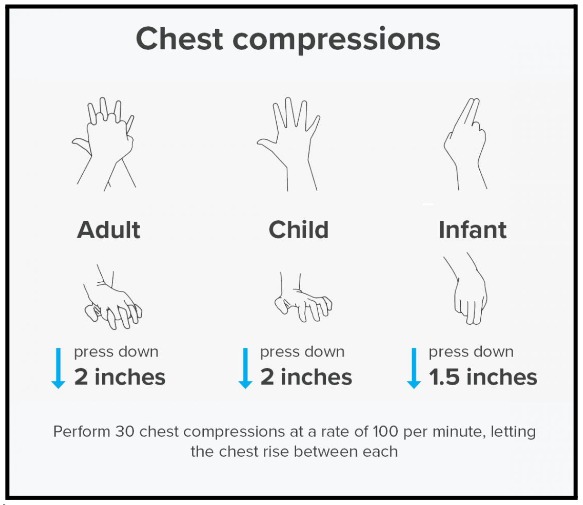 Chest compressions
Adult
Child
Infant
press down
2 inches
press down
2 inches
press down
1.5 inches
Perform 30 chest compressions at a rate of 100 per minute, letting
the chest rise between each